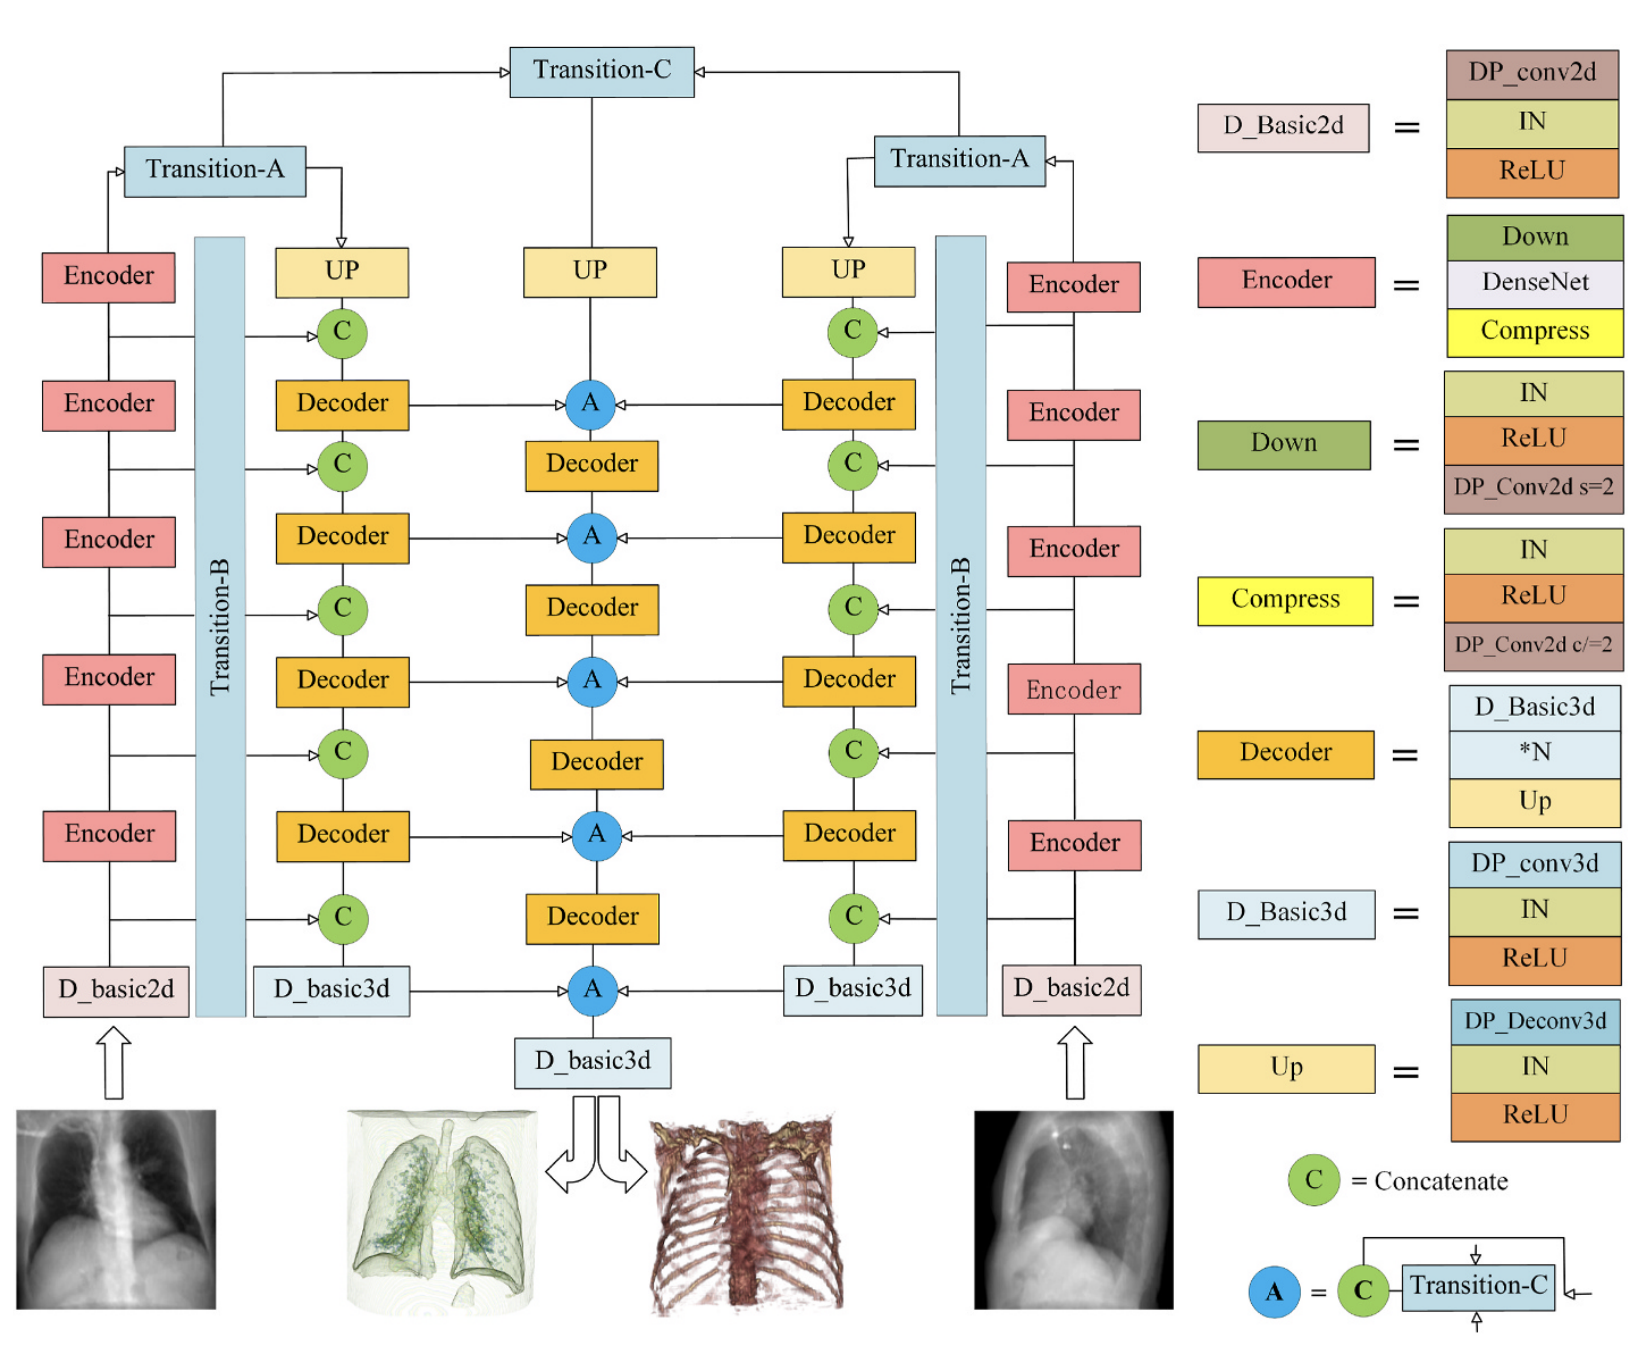 Transition-C
Transition-A
Transition-A
Encoder
UP
UP
UP
Encoder
C
C
Encoder
Decoder
A
Decoder
Encoder
C
Decoder
C
Encoder
Decoder
A
Decoder
Encoder
Transition-B
Transition-B
C
Decoder
C
Encoder
Decoder
A
Decoder
Encoder
C
Decoder
C
Encoder
Decoder
A
Decoder
Encoder
C
Decoder
C
D_basic2d
D_basic3d
A
D_basic3d
D_basic2d
D_basic3d
D_Basic2d
=
DP_conv2d
IN
ReLU
Encoder
=
Down
DenseNet
Compress
Down
=
IN
ReLU
DP_Conv2d s=2
Compress
=
IN
ReLU
DP_Conv2d c/=2
Decoder
=
D_Basic3d
*N
Up
D_Basic3d
=
DP_conv3d
IN
ReLU
Up
=
DP_Deconv3d
IN
ReLU
C = Concatenate
A = C Transition-C